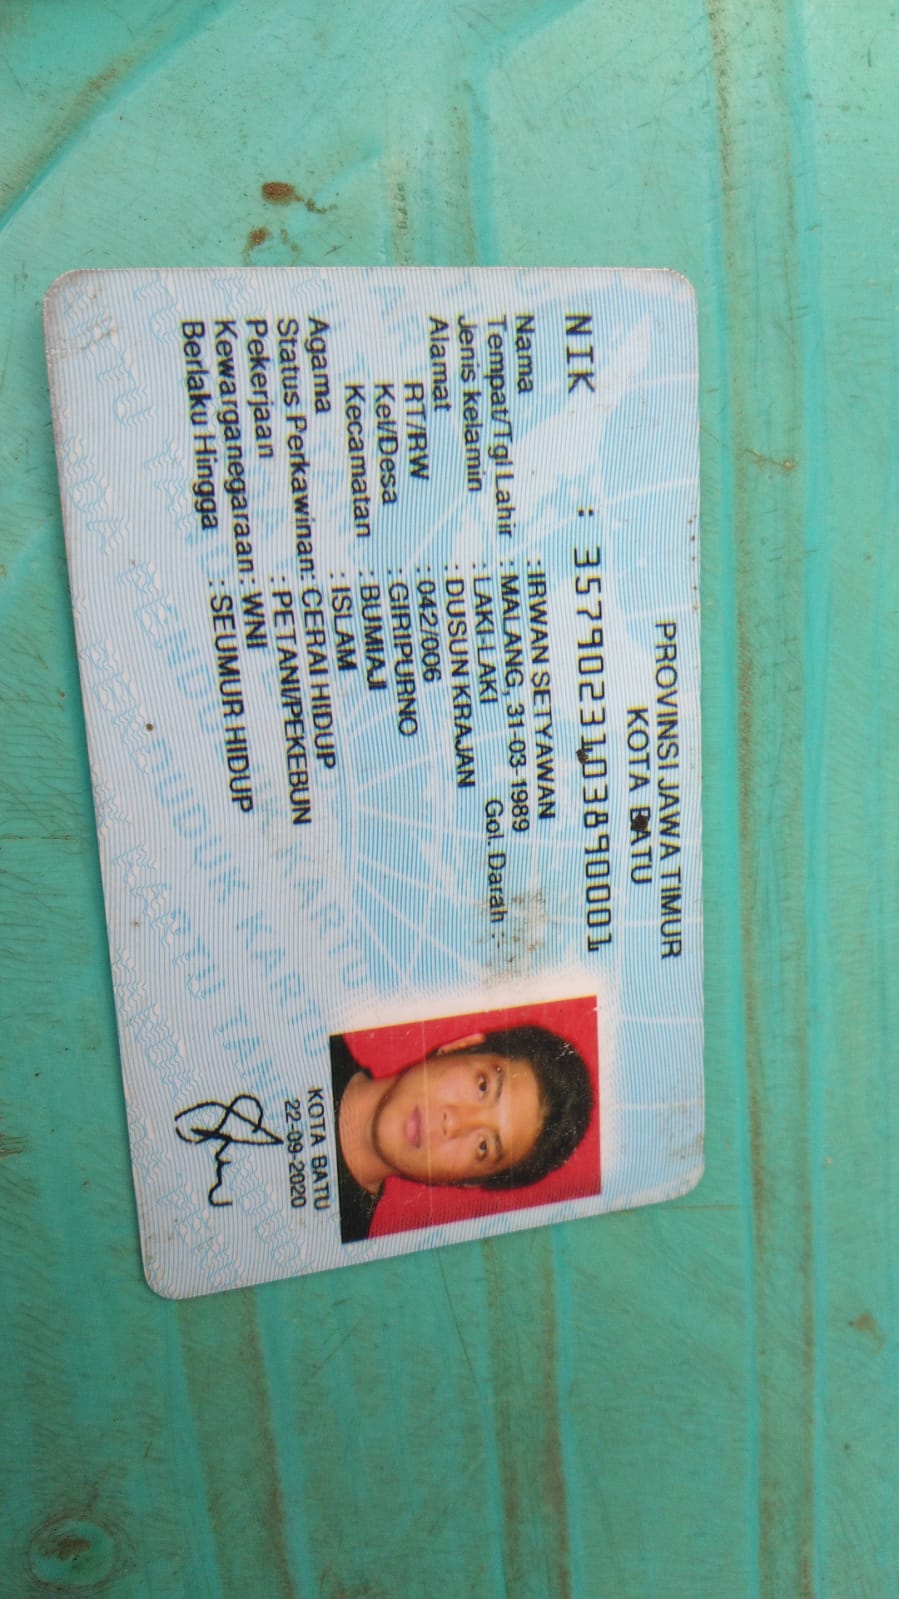 PROVINSI JAWA TIMUR
KOTA BATU
NIK : 3579023103890001
Nama : IRWAN SETYAWAN
Tempat/Tgl Lahir : MALANG, 31-03-1989
Jenis kelamin : LAKI-LAKI Gol. Darah : -
Alamat : DUSUN KRAJAN
RT/RW : 042/006
Kel/Desa : GIRIPURNO
Kecamatan : BUMIAJI
Agama : ISLAM
Status Perkawinan: CERAI HIDUP
Pekerjaan : PETANI/PEKEBUN
Kewarganegaraan: WNI
Berlaku Hingga : SEUMUR HIDUP
KOTA BATU
22-09-2020